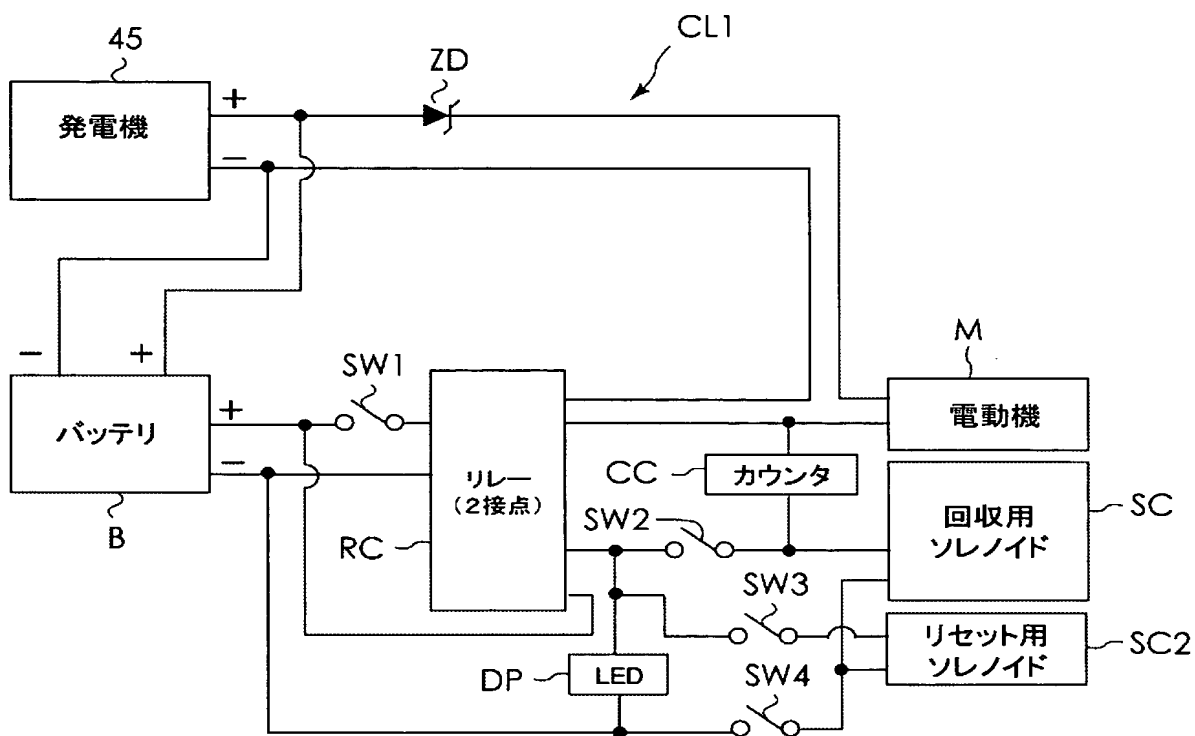 CL1
45
ZD
発電機
+
−
−
+
M
SW1
バッテリ
+
−
電動機
リレー
(2接点)
CC
カウンタ
SC
回収用
ソレノイド
B
RC
SW2
SW3
リセット用
ソレノイド
SC2
DP
LED
SW4